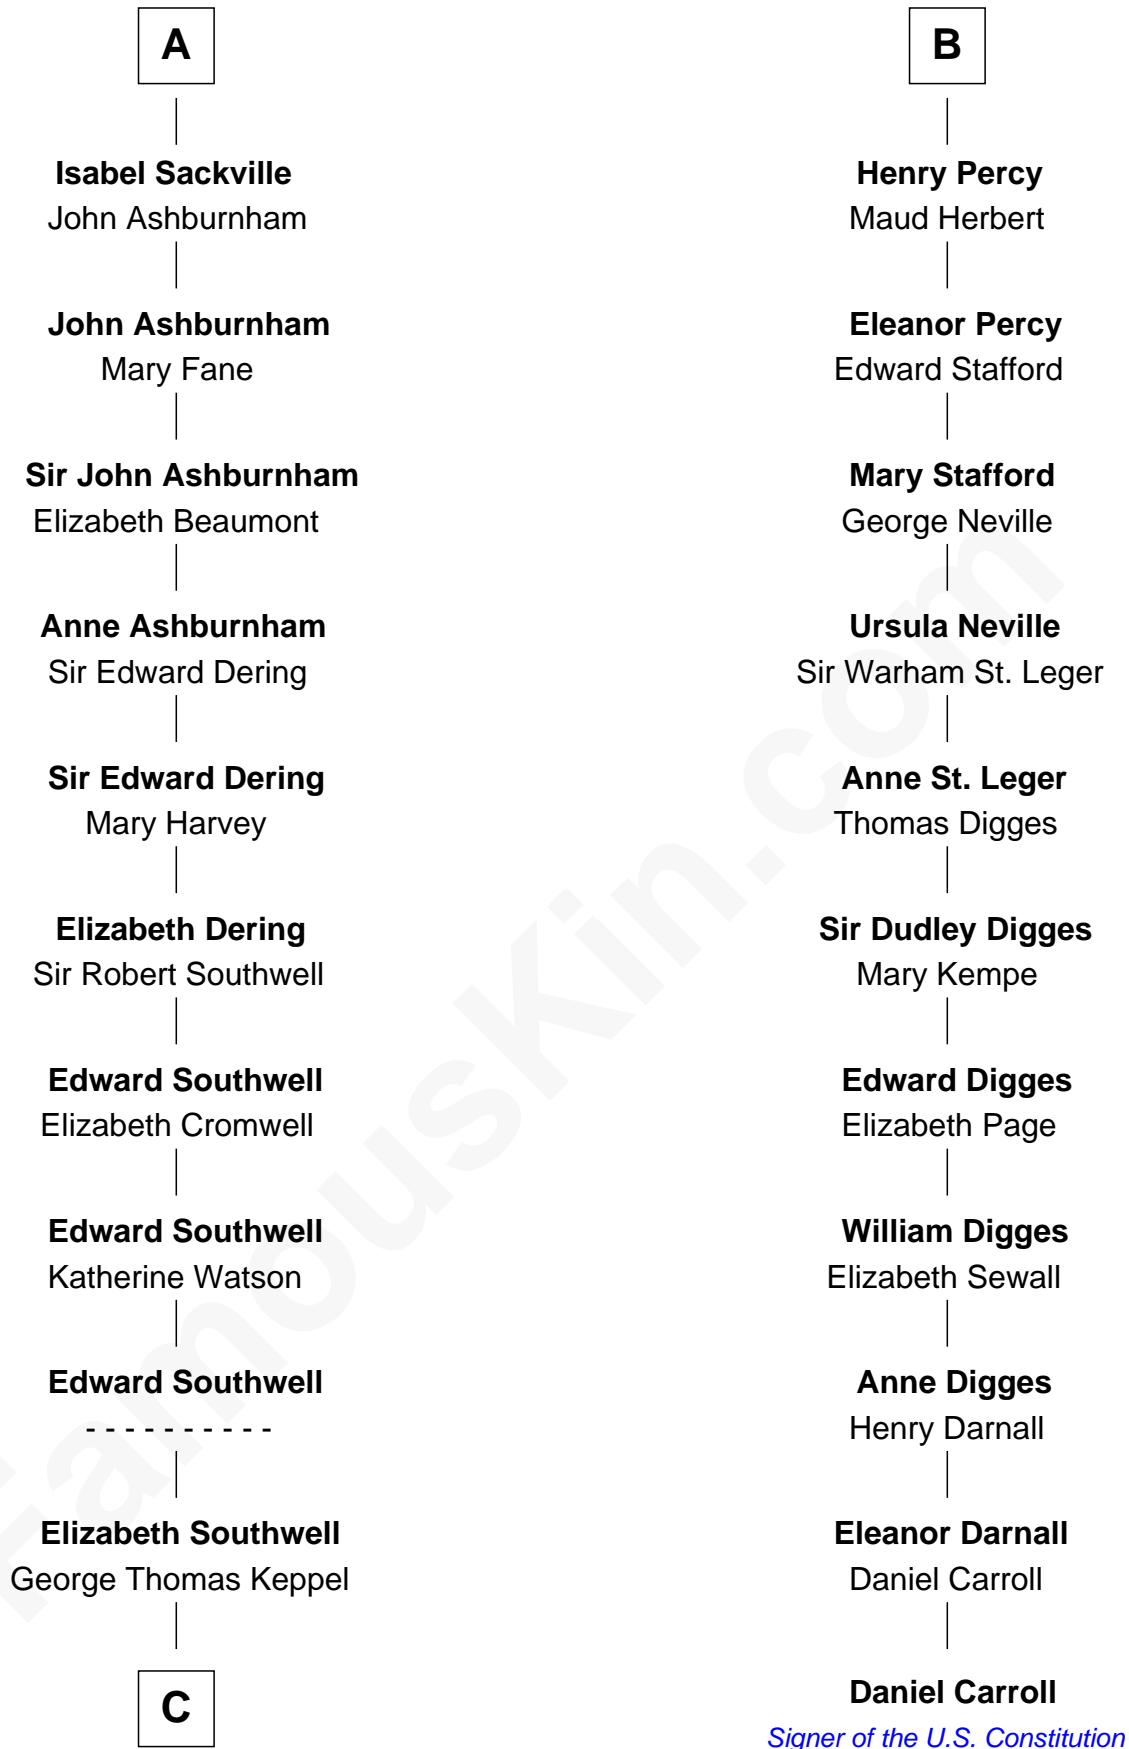 A
Isabel Sackville
John Ashburnham
John Ashburnham
Mary Fane
Sir John Ashburnham
Elizabeth Beaumont
Anne Ashburnham
Sir Edward Dering
Sir Edward Dering
Mary Harvey
Elizabeth Dering
Sir Robert Southwell
Edward Southwell
Elizabeth Cromwell
Edward Southwell
Katherine Watson
Edward Southwell
- - - - - - - - - -
Elizabeth Southwell
George Thomas Keppel
C
B
Henry Percy
Maud Herbert
Eleanor Percy
Edward Stafford
Mary Stafford
George Neville
Ursula Neville
Sir Warham St. Leger
Anne St. Leger
Thomas Digges
Sir Dudley Digges
Mary Kempe
Edward Digges
Elizabeth Page
William Digges
Elizabeth Sewall
Anne Digges
Henry Darnall
Eleanor Darnall
Daniel Carroll
Daniel Carroll
Signer of the U.S. Constitution
FamousKin.com